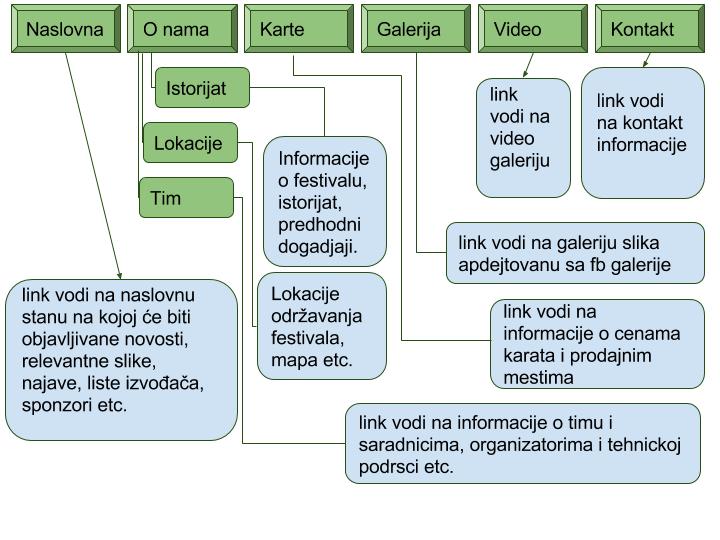 Naslovna
O nama
Karte
Galerija
Video
Kontakt
Istorijat
Lokacije
Tim
link
vodi na
video
galeriju
link vodi
na kontakt
informacije
Informacije
o festivalu,
istorijat,
predhodni
dogadjaji.
link vodi na galeriju slika
apdejtovanu sa fb galerije
link vodi na naslovnu
stanu na kojoj će biti
objavljivane novosti,
relevantne slike,
najave, liste izvođača,
sponzori etc.
Lokacije
održavanja
festivala,
mapa etc.
link vodi na
informacije o cenama
karata i prodajnim
mestima
link vodi na informacije o timu i
saradnicima, organizatorima i tehnickoj
podrsci etc.